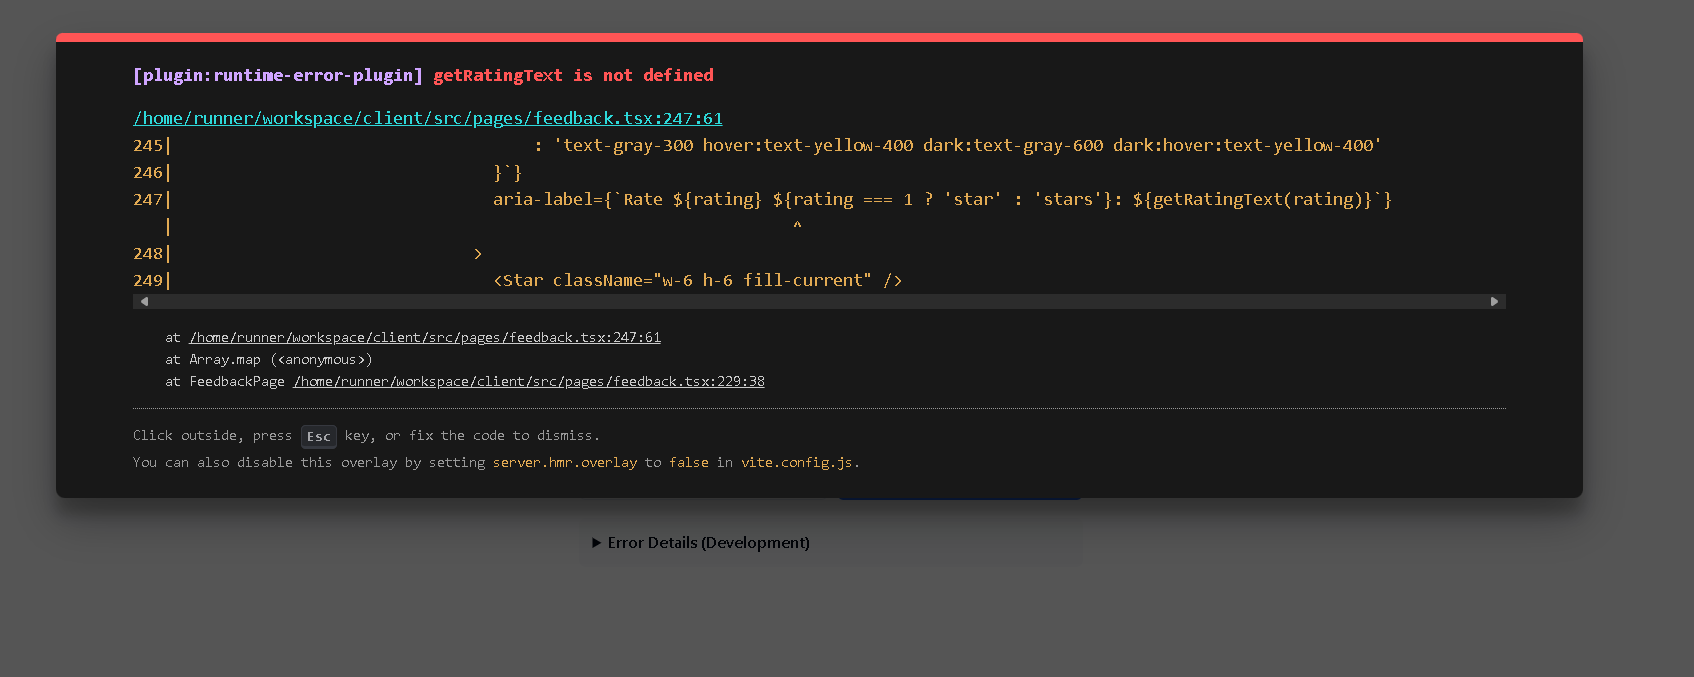 [plugin:runtime-error-plugin] getRatingText is not defined
/home/runner/workspace/client/src/pages/feedback.tsx:247:61
245|                                    : 'text-gray-300 hover:text-yellow-400 dark:text-gray-600 dark:hover:text-yellow-400'
246|                                }`}
247|                                aria-label={`Rate ${rating} ${rating === 1 ? 'star' : 'stars'}: ${getRatingText(rating)}`}
   |                                                              ^
248|                              >
249|                                <Star className="w-6 h-6 fill-current" />
at /home/runner/workspace/client/src/pages/feedback.tsx:247:61
at Array.map (<anonymous>)
at FeedbackPage /home/runner/workspace/client/src/pages/feedback.tsx:229:38
Click outside, press Esc key, or fix the code to dismiss.
You can also disable this overlay by setting server.hmr.overlay to false in vite.config.js.
▶ Error Details (Development)